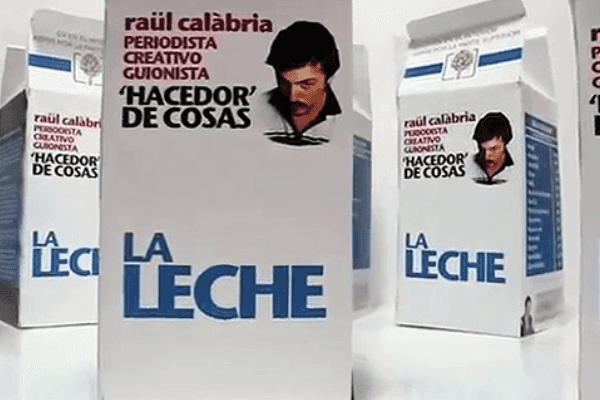 raül calàbria
PERIODISTA
CREATIVO
GUIONISTA
'HACEDOR'
DE COSAS
LA
LECHE
raül calàbria
PERIODISTA
CREATIVO
GUIONISTA
'HACEDOR'
DE COSAS
LA
LECI
raül calàbria
PERIODISTA
CREATIVO
GUIONISTA
'HACEDOR'
DE COSAS
LA
LECHE